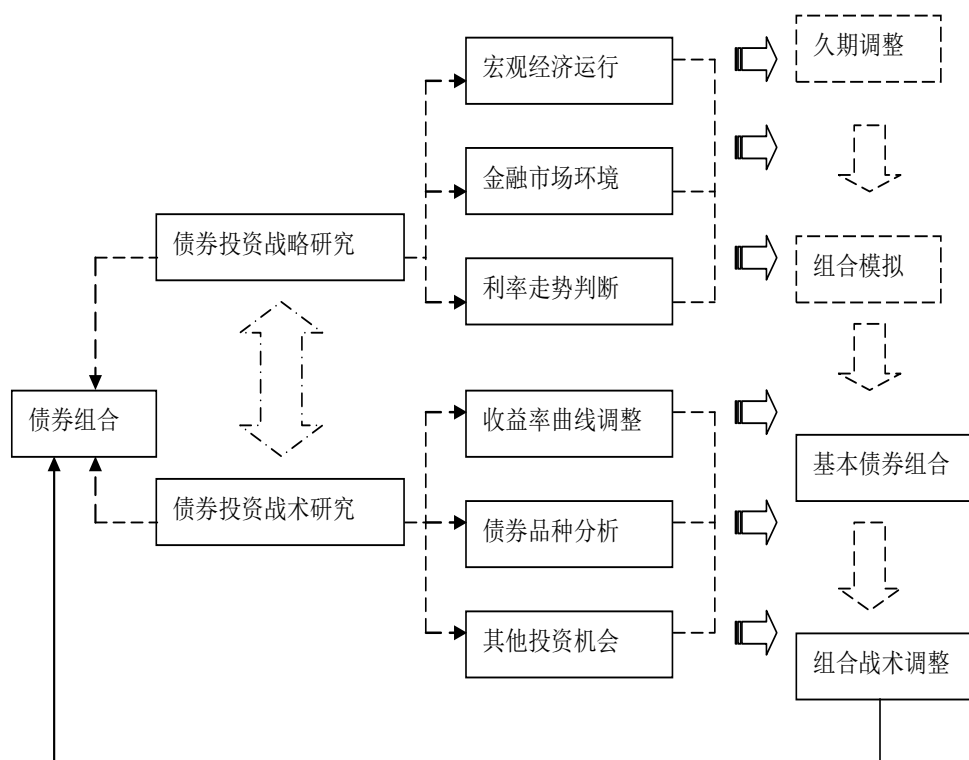 宏观经济运行
久期调整
金融市场环境
债券投资战略研究
组合模拟
利率走势判断
债券组合
收益率曲线调整
基本债券组合
债券投资战术研究
债券品种分析
其他投资机会
组合战术调整